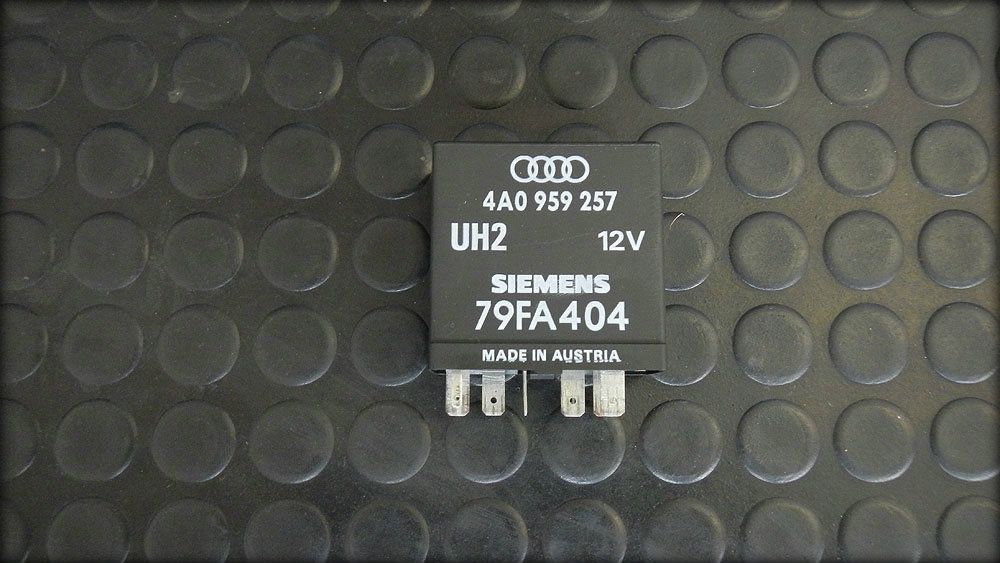 4A0 959 257
UH2 12V
SIEMENS
79FA404
MADE IN AUSTRIA